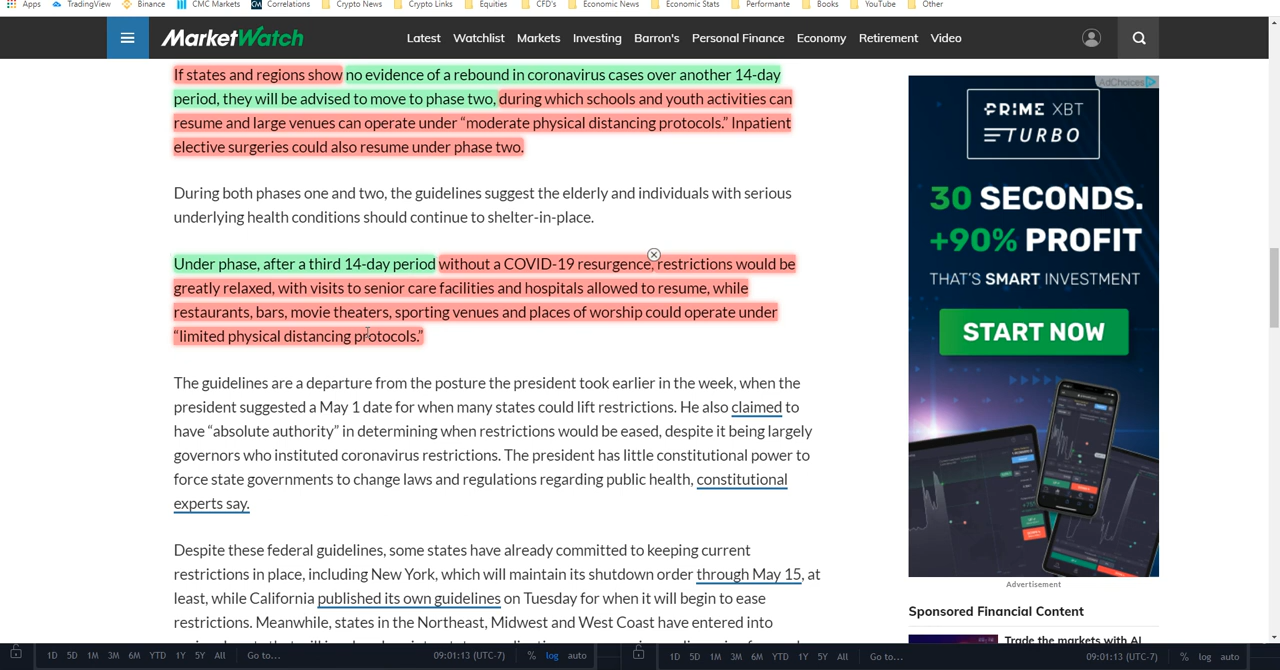 Apps TradingView Binance CMC Markets Correlations Crypto News Crypto Links Equities CFD's Economic News Economic Stats Performante Books YouTube Other
MarketWatch Latest Watchlist Markets Investing Barron's Personal Finance Economy Retirement Video
If states and regions show no evidence of a rebound in coronavirus cases over another 14-day
period, they will be advised to move to phase two, during which schools and youth activities can
resume and large venues can operate under “moderate physical distancing protocols.” Inpatient
elective surgeries could also resume under phase two.
During both phases one and two, the guidelines suggest the elderly and individuals with serious
underlying health conditions should continue to shelter-in-place.
Under phase, after a third 14-day period without a COVID-19 resurgence, restrictions would be
greatly relaxed, with visits to senior care facilities and hospitals allowed to resume, while
restaurants, bars, movie theaters, sporting venues and places of worship could operate under
“limited physical distancing protocols.”
The guidelines are a departure from the posture the president took earlier in the week, when the
president suggested a May 1 date for when many states could lift restrictions. He also claimed to
have “absolute authority” in determining when restrictions would be eased, despite it being largely
governors who instituted coronavirus restrictions. The president has little constitutional power to
force state governments to change laws and regulations regarding public health, constitutional
experts say.
Despite these federal guidelines, some states have already committed to keeping current
restrictions in place, including New York, which will maintain its shutdown order through May 15, at
least, while California published its own guidelines on Tuesday for when it will begin to ease
restrictions. Meanwhile, states in the Northeast, Midwest and West Coast have entered into
AdChoices
PRIME XBT
TURBO
30 SECONDS.
+90% PROFIT
THAT'S SMART INVESTMENT
START NOW
Advertisement
Sponsored Financial Content
Trade the markets with AI
1D 5D 1M 3M 6M YTD 1Y 5Y All Go to... 09:01:13 (UTC-7) % log auto
1D 5D 1M 3M 6M YTD 1Y 5Y All Go to... 09:01:13 (UTC-7) % log auto